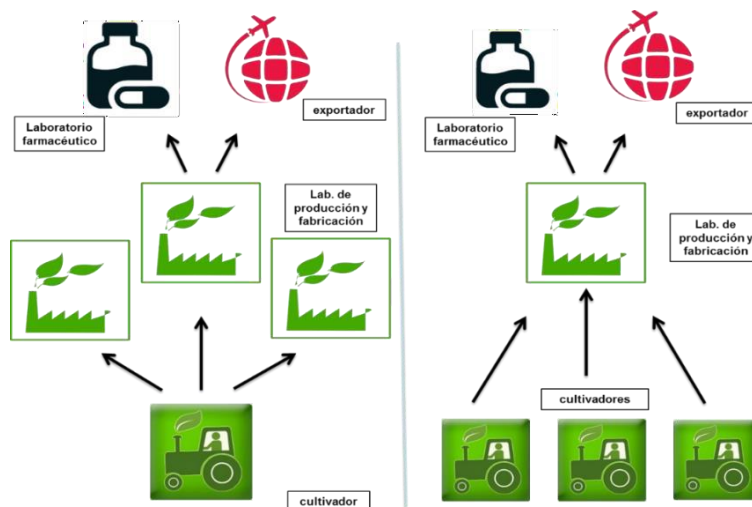 Laboratorio
farmacéutico
exportador
Lab. de
producción y
fabricación
cultivador
Laboratorio
farmacéutico
exportador
Lab. de
producción y
fabricación
cultivadores